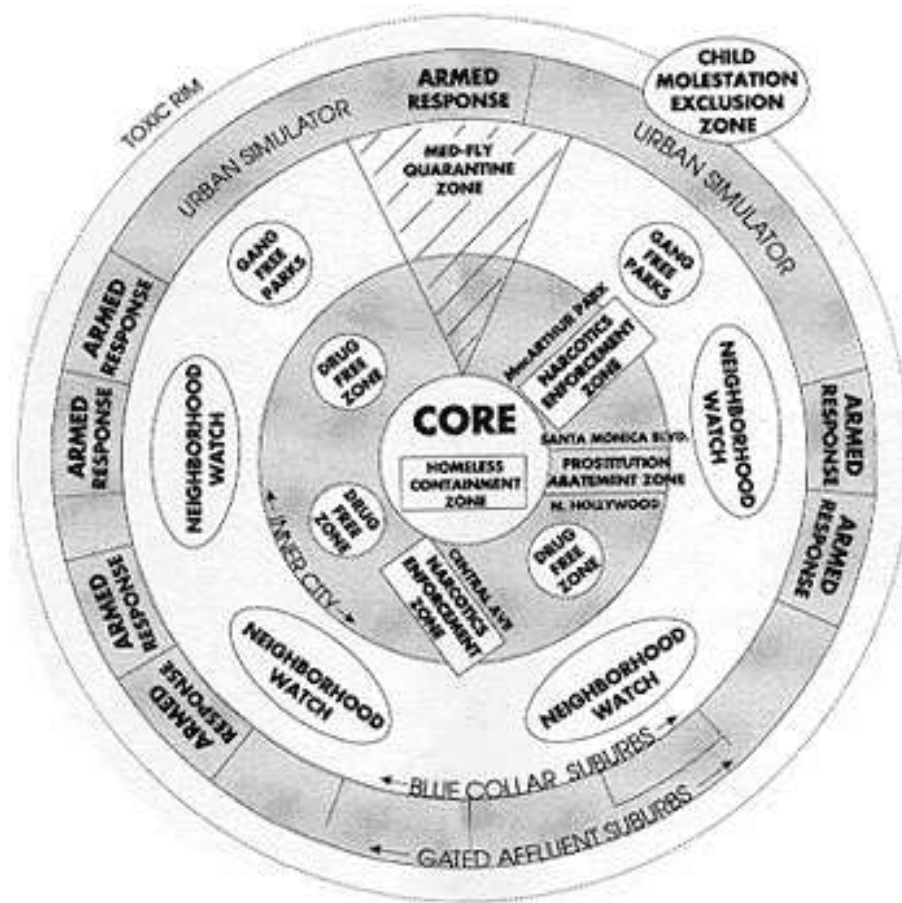 TOXIC RIM
URBAN SIMULATOR
ARMED
RESPONSE
CHILD
MOLESTATION
EXCLUSION
ZONE
URBAN SIMULATOR
MED-FLY
QUARANTINE
ZONE
GANG
FREE
PARKS
GANG
FREE
PARKS
ARMED
RESPONSE
MacARTHUR PARK
NARCOTICS
ENFORCEMENT
ZONE
DRUG
FREE
ZONE
NEIGHBORHOOD
WATCH
ARMED
RESPONSE
NEIGHBORHOOD
WATCH
ARMED
RESPONSE
CORE
HOMELESS
CONTAINMENT
ZONE
SANTA MONICA BLVD.
PROSTITUTION
ABATEMENT ZONE
N. HOLLYWOOD
DRUG
FREE
ZONE
DRUG
FREE
ZONE
ARMED
RESPONSE
INNER CITY
CENTRAL AVE
NARCOTICS
ENFORCEMENT
ZONE
ARMED
RESPONSE
NEIGHBORHOOD
WATCH
NEIGHBORHOOD
WATCH
ARMED
RESPONSE
BLUE COLLAR SUBURBS
GATED AFFLUENT SUBURBS